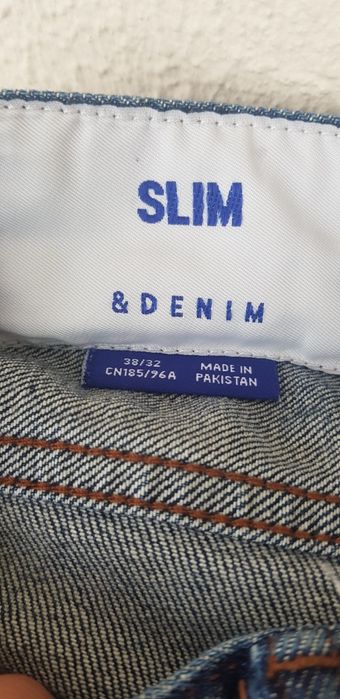 SLIM
& DENIM
38/32
CN185/96A
MADE IN
PAKISTAN